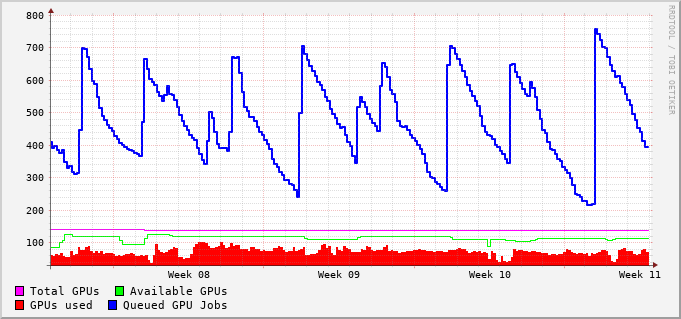 800
700
600
500
400
300
200
100
Week 08 Week 09 Week 10 Week 11
Total GPUs Available GPUs
GPUs used Queued GPU Jobs
RRDTOOL / TOBI OETIKER